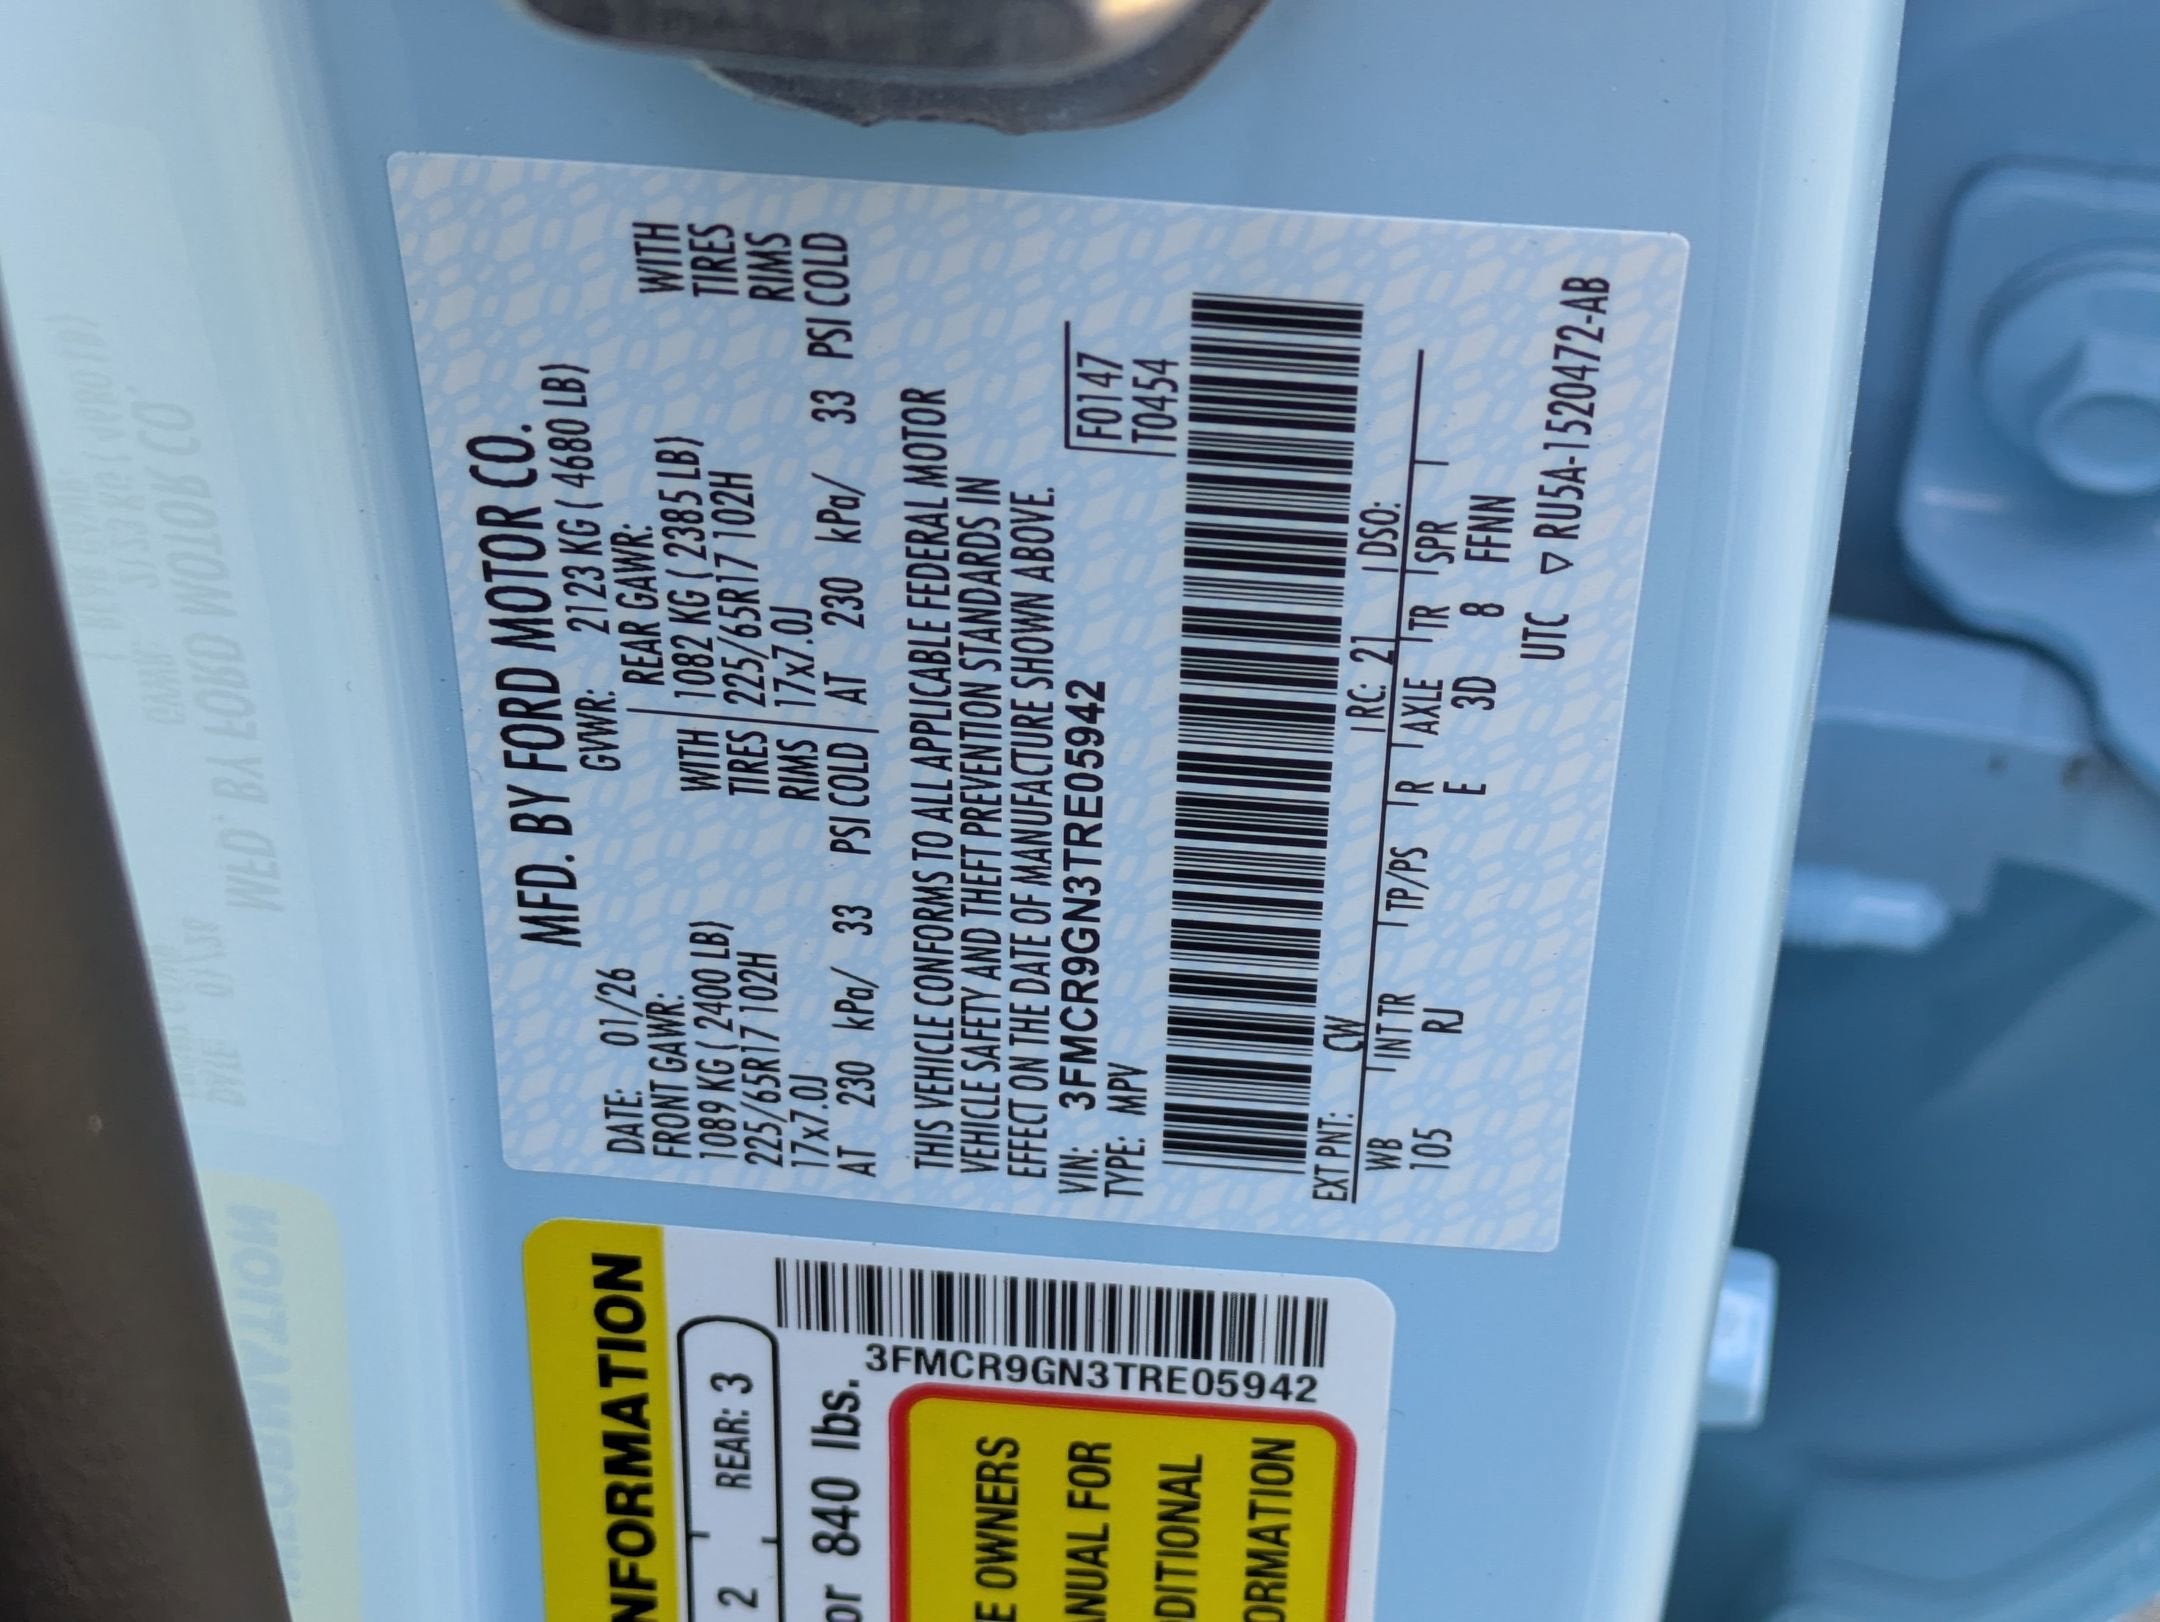 MFD. BY FORD MOTOR CO.
DATE: 01/26 GVWR: 2123 KG ( 4680 LB)
FRONT GAWR: REAR GAWR:
1089 KG ( 2400 LB) WITH 1082 KG ( 2385 LB) WITH
225/65R17 102H TIRES 225/65R17 102H TIRES
17x7.0J RIMS 17x7.0J RIMS
AT 230 kPa/ 33 PSI COLD AT 230 kPa/ 33 PSI COLD
THIS VEHICLE CONFORMS TO ALL APPLICABLE FEDERAL MOTOR
VEHICLE SAFETY AND THEFT PREVENTION STANDARDS IN
EFFECT ON THE DATE OF MANUFACTURE SHOWN ABOVE.
VIN: 3FMCR9GN3TRE05942 F0147
TYPE: MPV T0454
EXT PNT: CW RC: 21 DSO:
WB INT TR TP/PS R AXLE TR SPR
105 RJ E 3D 8 FFNN
UTC ▽ RU5A-1520472-AB
NFORMATION
2 REAR: 3
or 840 lbs.
3FMCR9GN3TRE05942
E OWNERS
ANUAL FOR
DDITIONAL
ORMATION